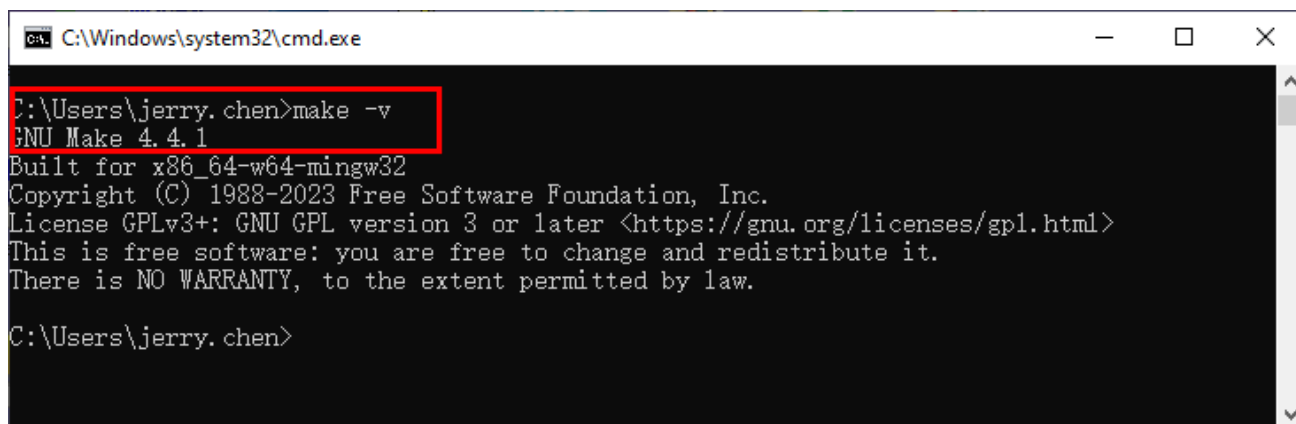 C:\Windows\system32\cmd.exe
C:\Users\jerry.chen>make -v
GNU Make 4.4.1
Built for x86_64-w64-mingw32
Copyright (C) 1988-2023 Free Software Foundation, Inc.
License GPLv3+: GNU GPL version 3 or later <https://gnu.org/licenses/gpl.html>
This is free software: you are free to change and redistribute it.
There is NO WARRANTY, to the extent permitted by law.
C:\Users\jerry.chen>